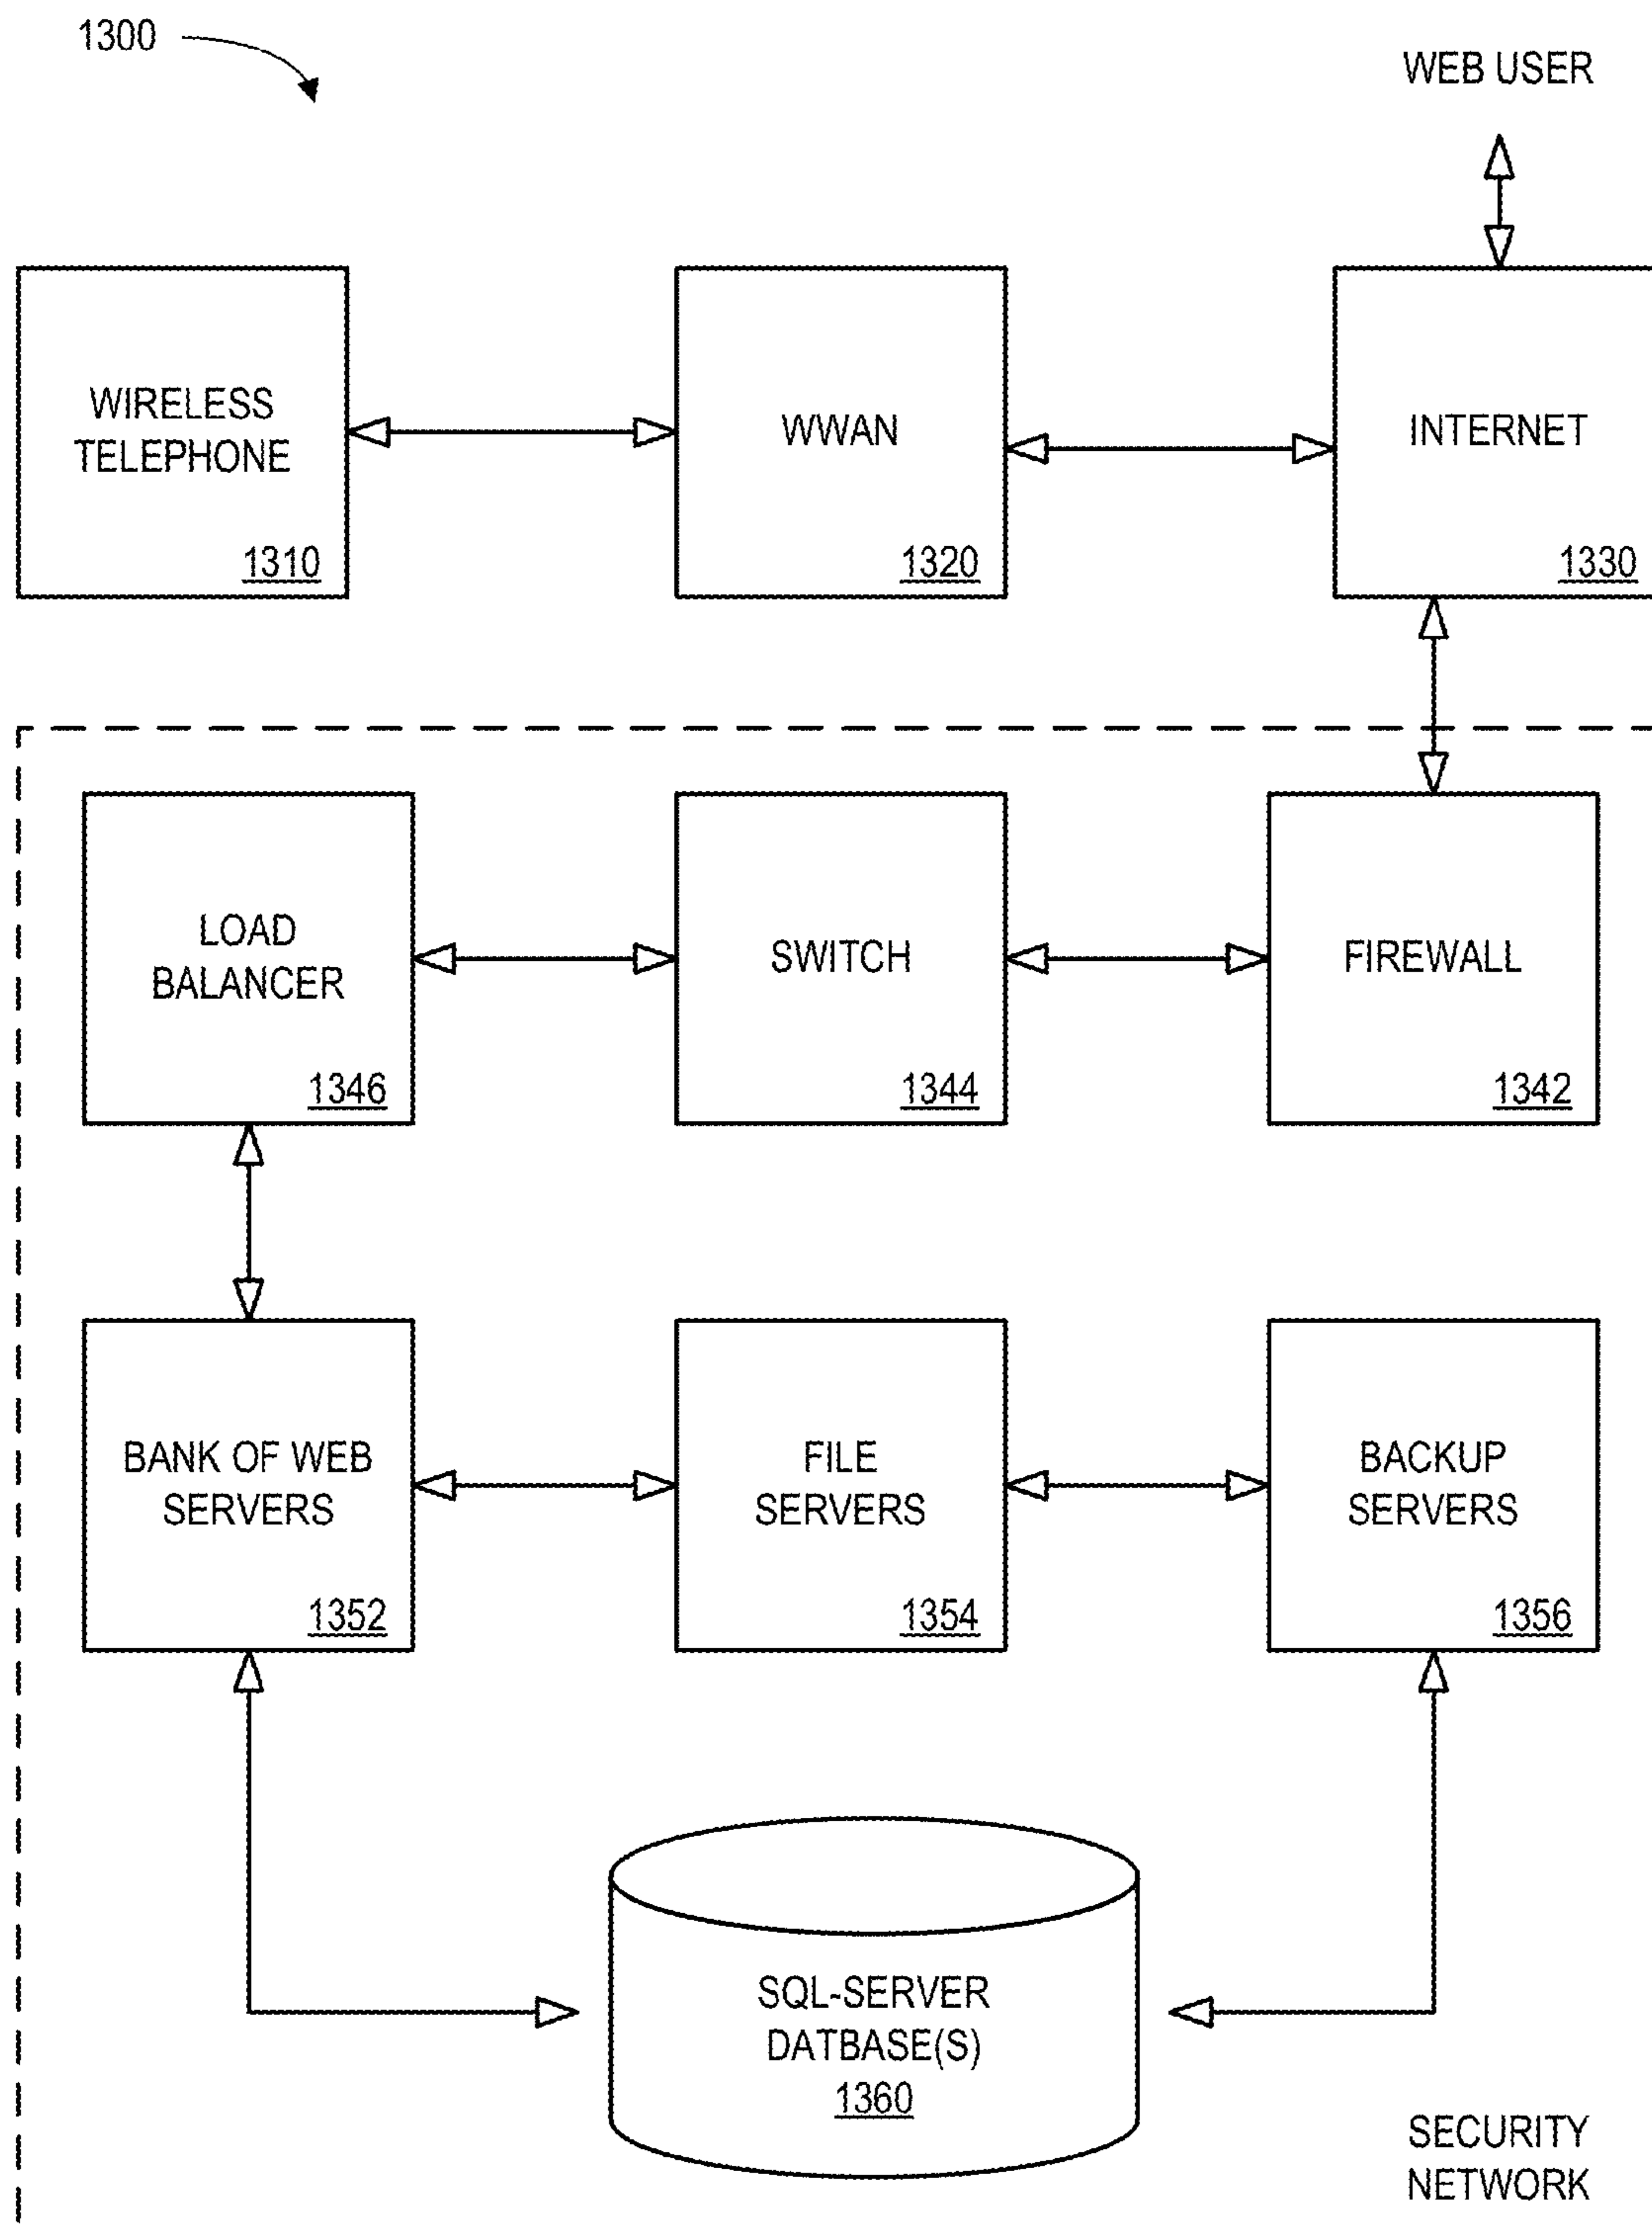 1300
WEB USER
WIRELESS
TELEPHONE
1310
WWAN
1320
INTERNET
1330
LOAD
BALANCER
1346
SWITCH
1344
FIREWALL
1342
BANK OF WEB
SERVERS
1352
FILE
SERVERS
1354
BACKUP
SERVERS
1356
SQL-SERVER
DATBASE(S)
1360
SECURITY
NETWORK